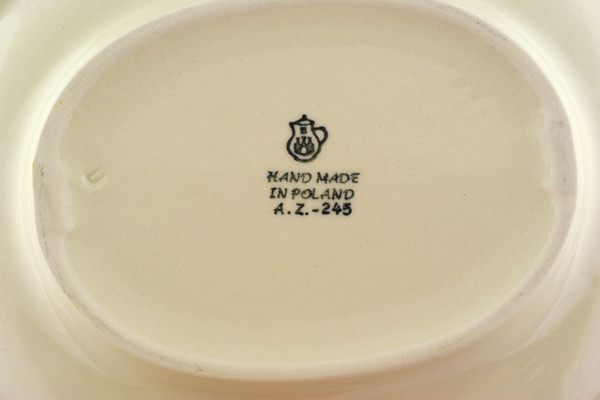 B
HAND MADE
IN POLAND
A.Z.-245